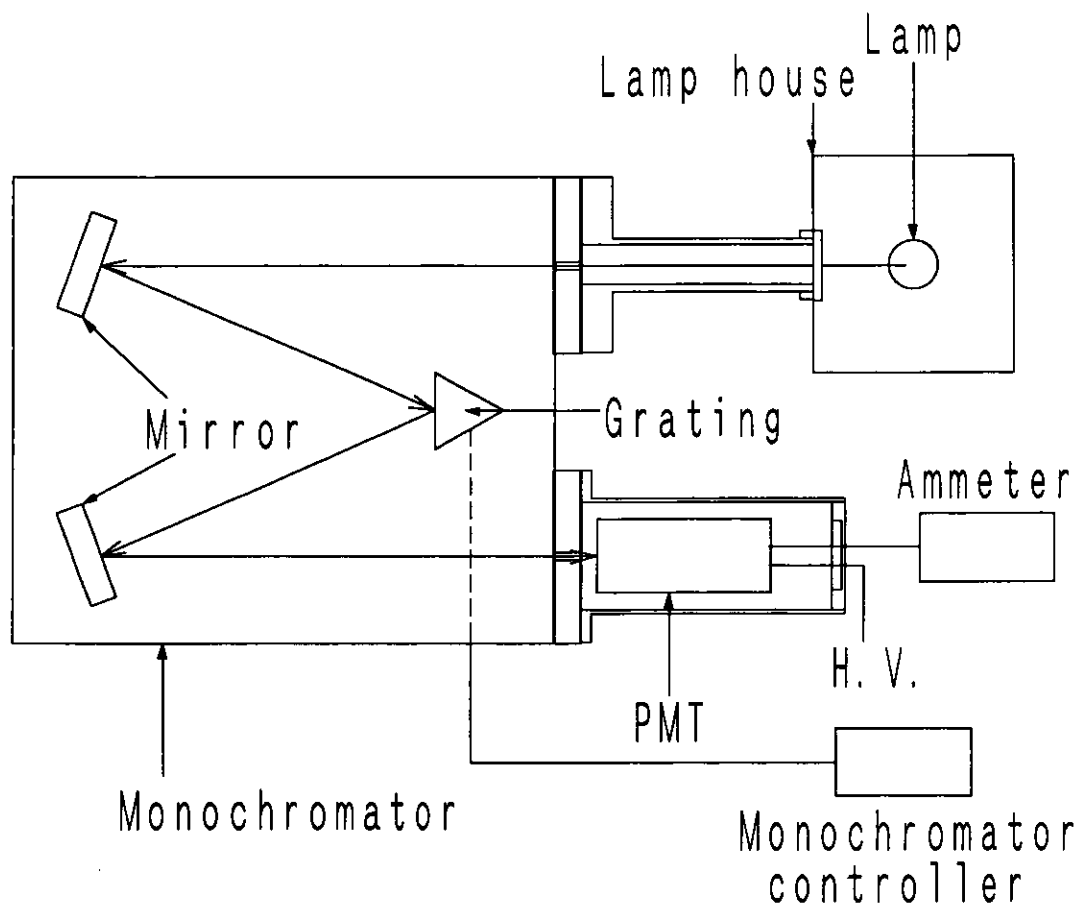 Lamp
Lamp house
Mirror
Grating
Ammeter
H. V.
PMT
Monochromator
Monochromator
controller